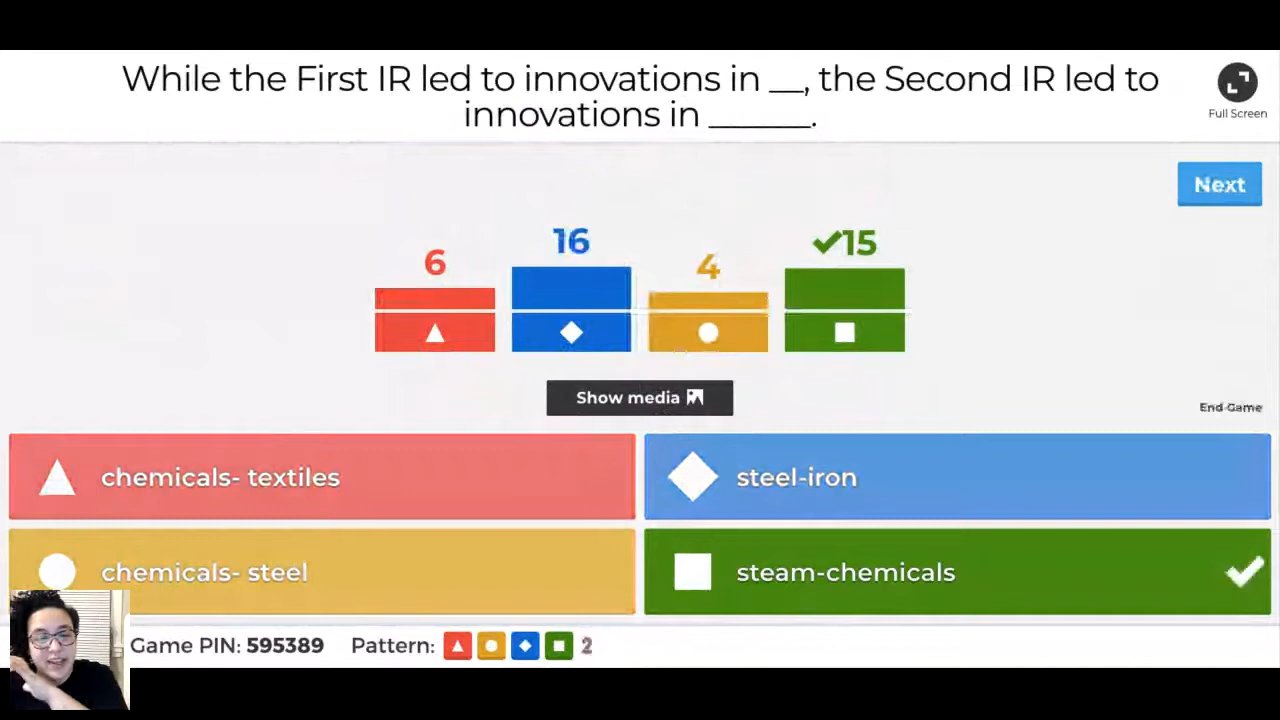 While the First IR led to innovations in __, the Second IR led to
innovations in ______.
Full Screen
Next
6
16
4
15
Show media
End Game
chemicals- textiles
steel-iron
chemicals- steel
steam-chemicals
Game PIN: 595389 Pattern: 2